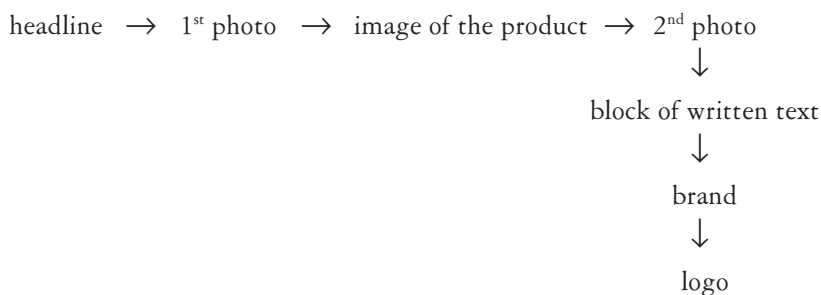 headline → 1st photo → image of the product → 2nd photo
↓
block of written text
↓
brand
↓
logo